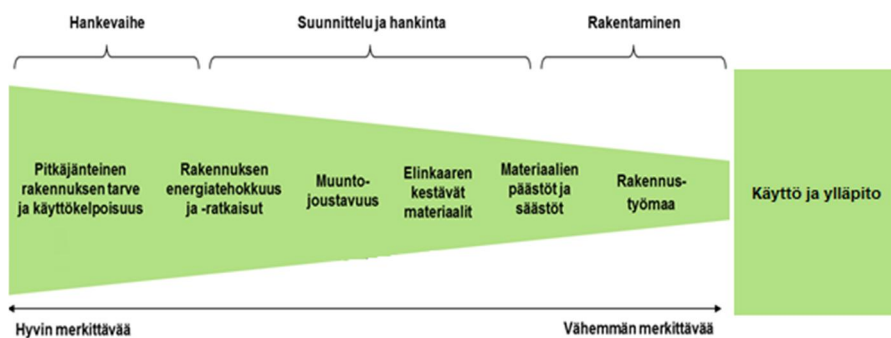 Hankevaihe
Suunnittelu ja hankinta
Rakentaminen
Pitkäjänteinen
rakennuksen tarve
ja käyttökelpoisuus
Rakennuksen
energiatehokkuus
ja -ratkaisut
Muunto-
joustavuus
Elinkaaren
kestävät
materiaalit
Materiaalien
päästöt ja
säästöt
Rakennus-
työmaa
Käyttö ja ylläpito
Hyvin merkittävää
Vähemmän merkittävää